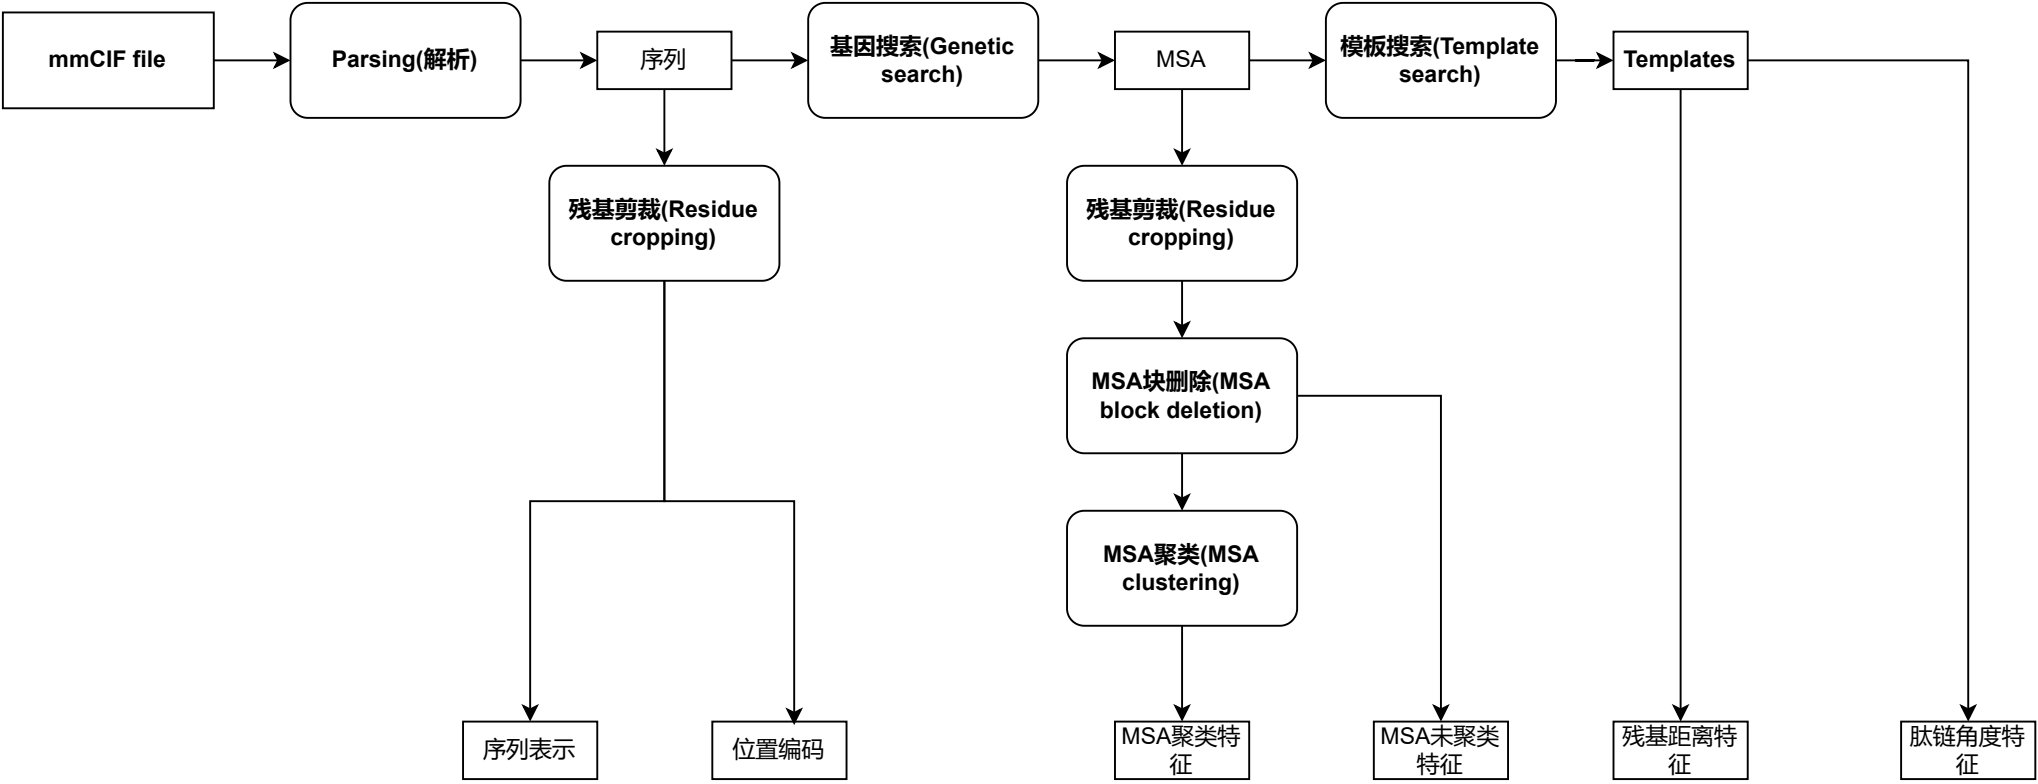 mmCIF file
Parsing(解析)
序列
基因搜索(Genetic
search)
MSA
模板搜索(Template
search)
Templates
残基剪裁(Residue
cropping)
残基剪裁(Residue
cropping)
MSA块删除(MSA
block deletion)
MSA聚类(MSA
clustering)
序列表示
位置编码
MSA聚类特
征
MSA未聚类
特征
残基距离特
征
肽链角度特
征